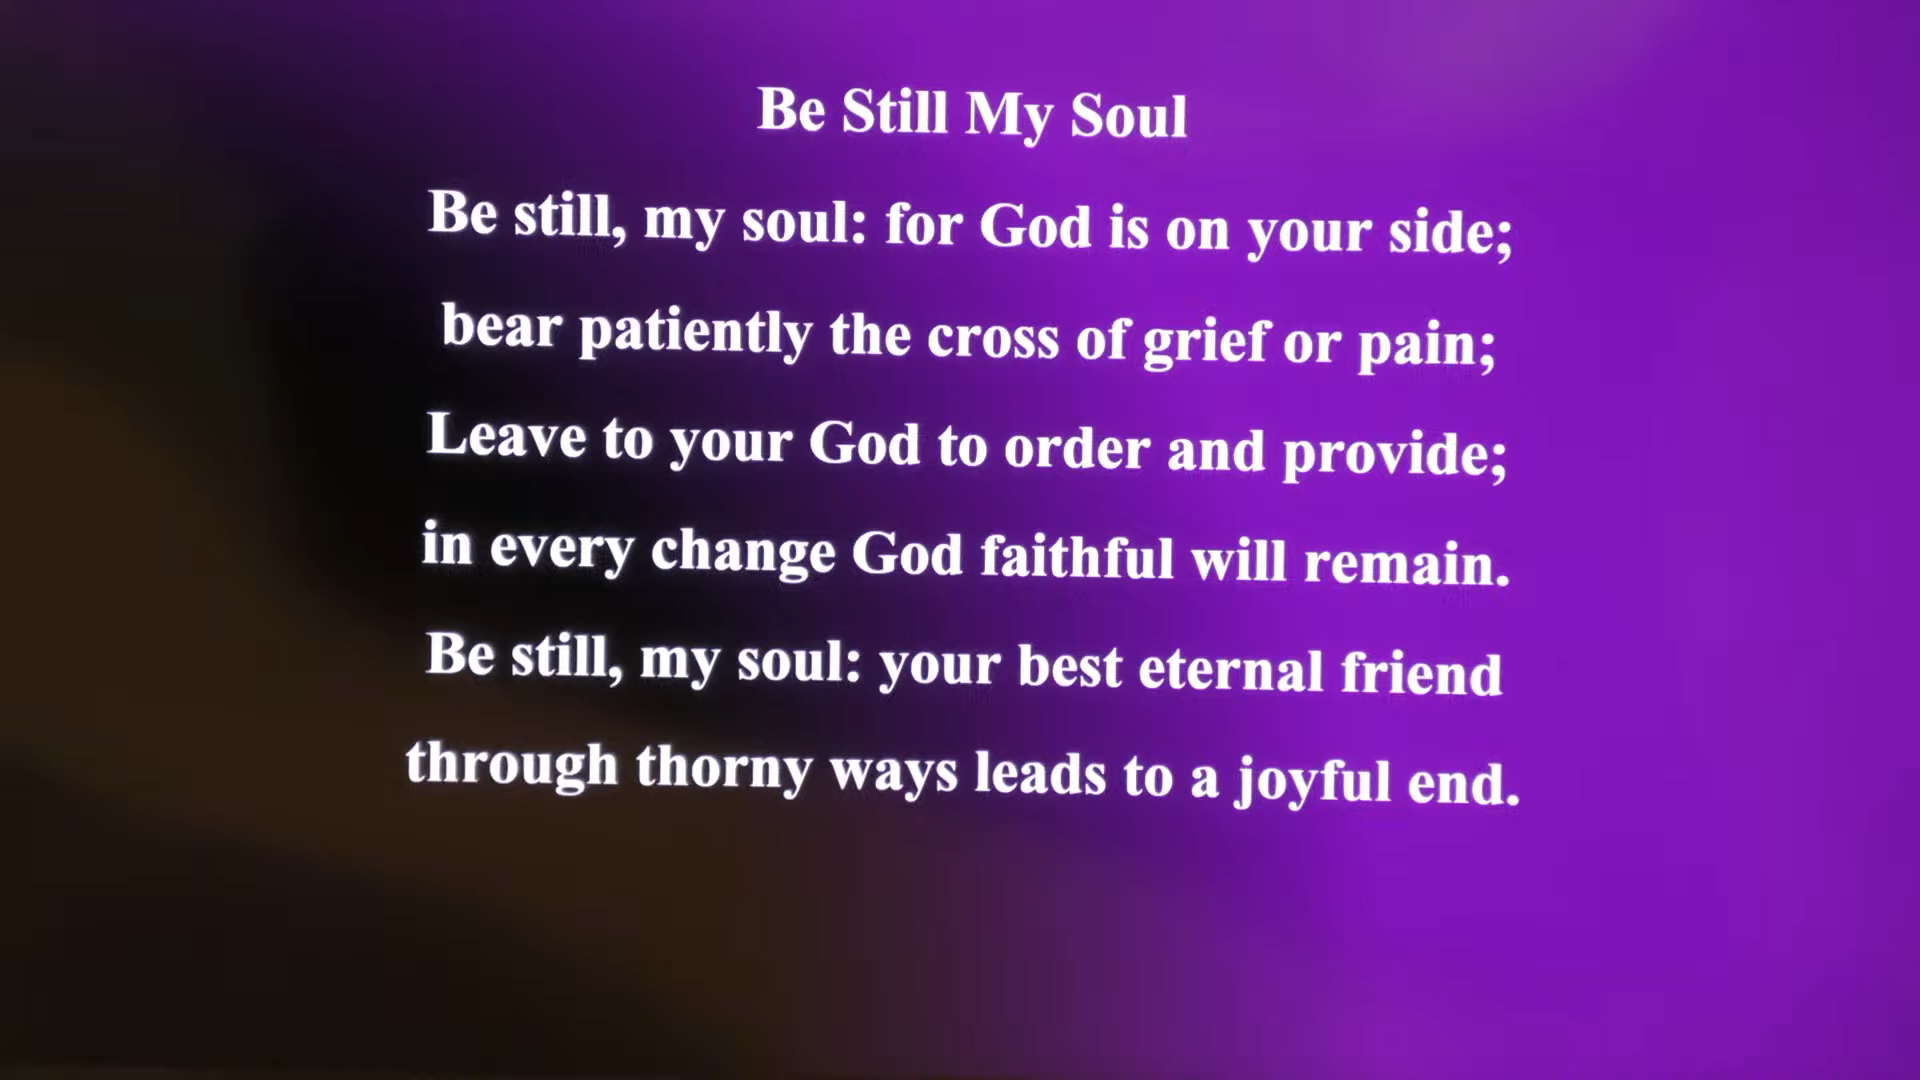 Be Still My Soul
Be still, my soul: for God is on your side;
bear patiently the cross of grief or pain;
Leave to your God to order and provide;
in every change God faithful will remain.
Be still, my soul: your best eternal friend
through thorny ways leads to a joyful end.